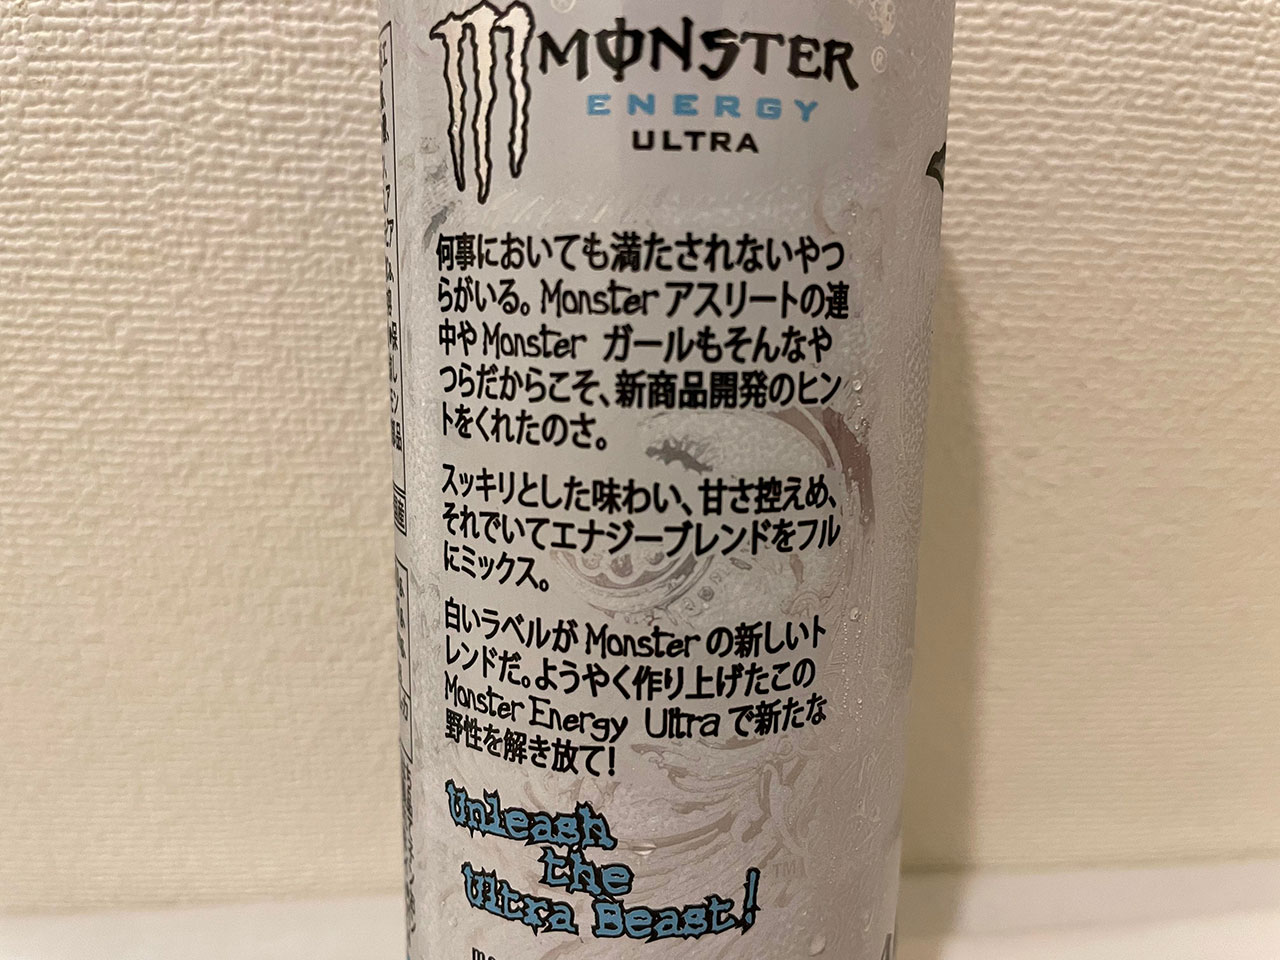 MONSTER
ENERGY
ULTRA
何事においても満たされないやつ
らがいる。Monsterアスリートの連
中やMonster ガールもそんなや
つらだからこそ、新商品開発のヒン
トをくれたのさ。
スッキリとした味わい、甘さ控えめ、
それでいてエナジーブレンドをフル
にミックス。
白いラベルがMonsterの新しいト
レンドだ。ようやく作り上げたこの
Monster Energy Ultraで新たな
野性を解き放て!
Unleash
the
Ultra Beast!
TM